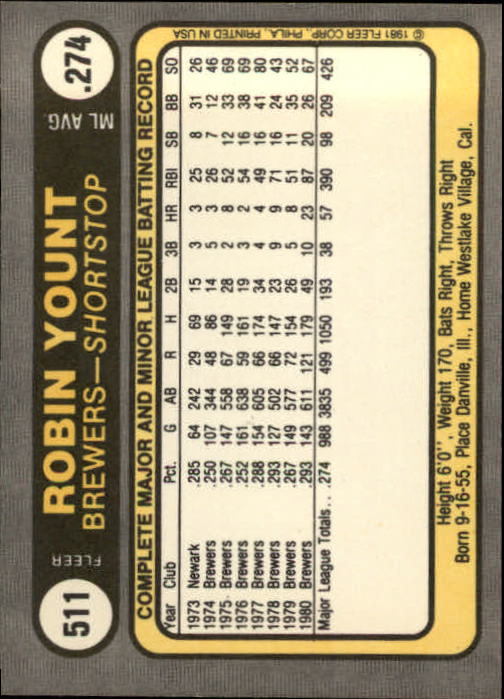 511
FLEER
ROBIN YOUNT
BREWERS—SHORTSTOP
ML AVG.
.274
COMPLETE MAJOR AND MINOR LEAGUE BATTING RECORD
Year Club Pct. G AB R H 2B 3B HR RBI SB BB SO
1973 Newark .285 64 242 29 69 15 3 3 25 8 31 26
1974 Brewers .250 107 344 48 86 14 5 3 26 7 12 46
1975 Brewers .267 147 558 67 149 28 2 8 52 12 33 69
1976 Brewers .252 161 638 59 161 19 3 2 54 16 38 69
1977 Brewers .288 154 605 66 174 34 4 4 49 16 41 80
1978 Brewers .293 127 502 66 147 23 9 9 71 16 24 43
1979 Brewers .267 149 577 72 154 26 5 8 51 11 35 52
1980 Brewers .293 143 611 121 179 49 10 23 87 20 26 67
Major League Totals . . .274 988 3835 499 1050 193 38 57 390 98 209 426
Height 6'0", Weight 170, Bats Right, Throws Right
Born 9-16-55, Place Danville, Ill., Home Westlake Village, Cal.
© 1981 FLEER CORP., PHILA., PRINTED IN USA